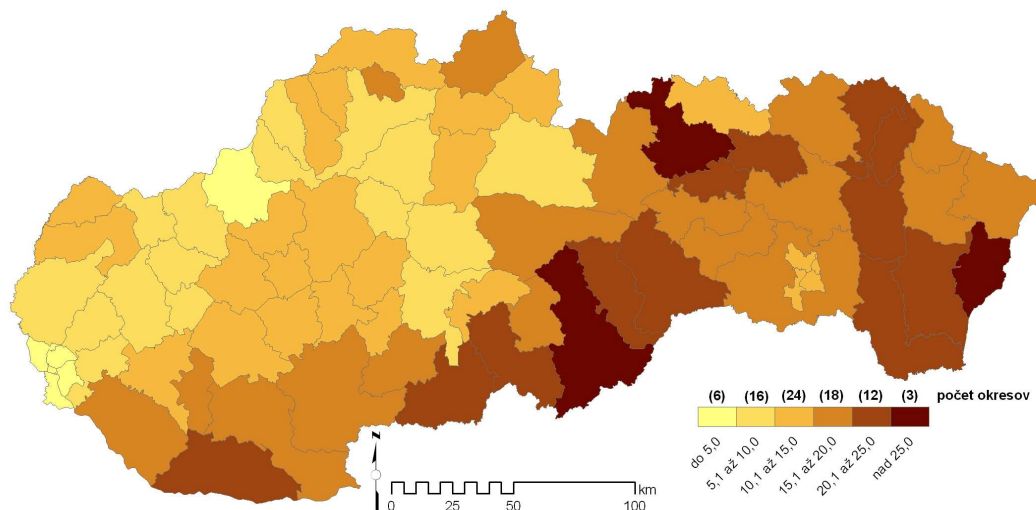 (6) (16) (24) (18) (12) (3) počet okresov
do 5,0 5,1 až 10,0 10,1 až 15,0 15,1 až 20,0 20,1 až 25,0 nad 25,0
N
km
0 25 50 100